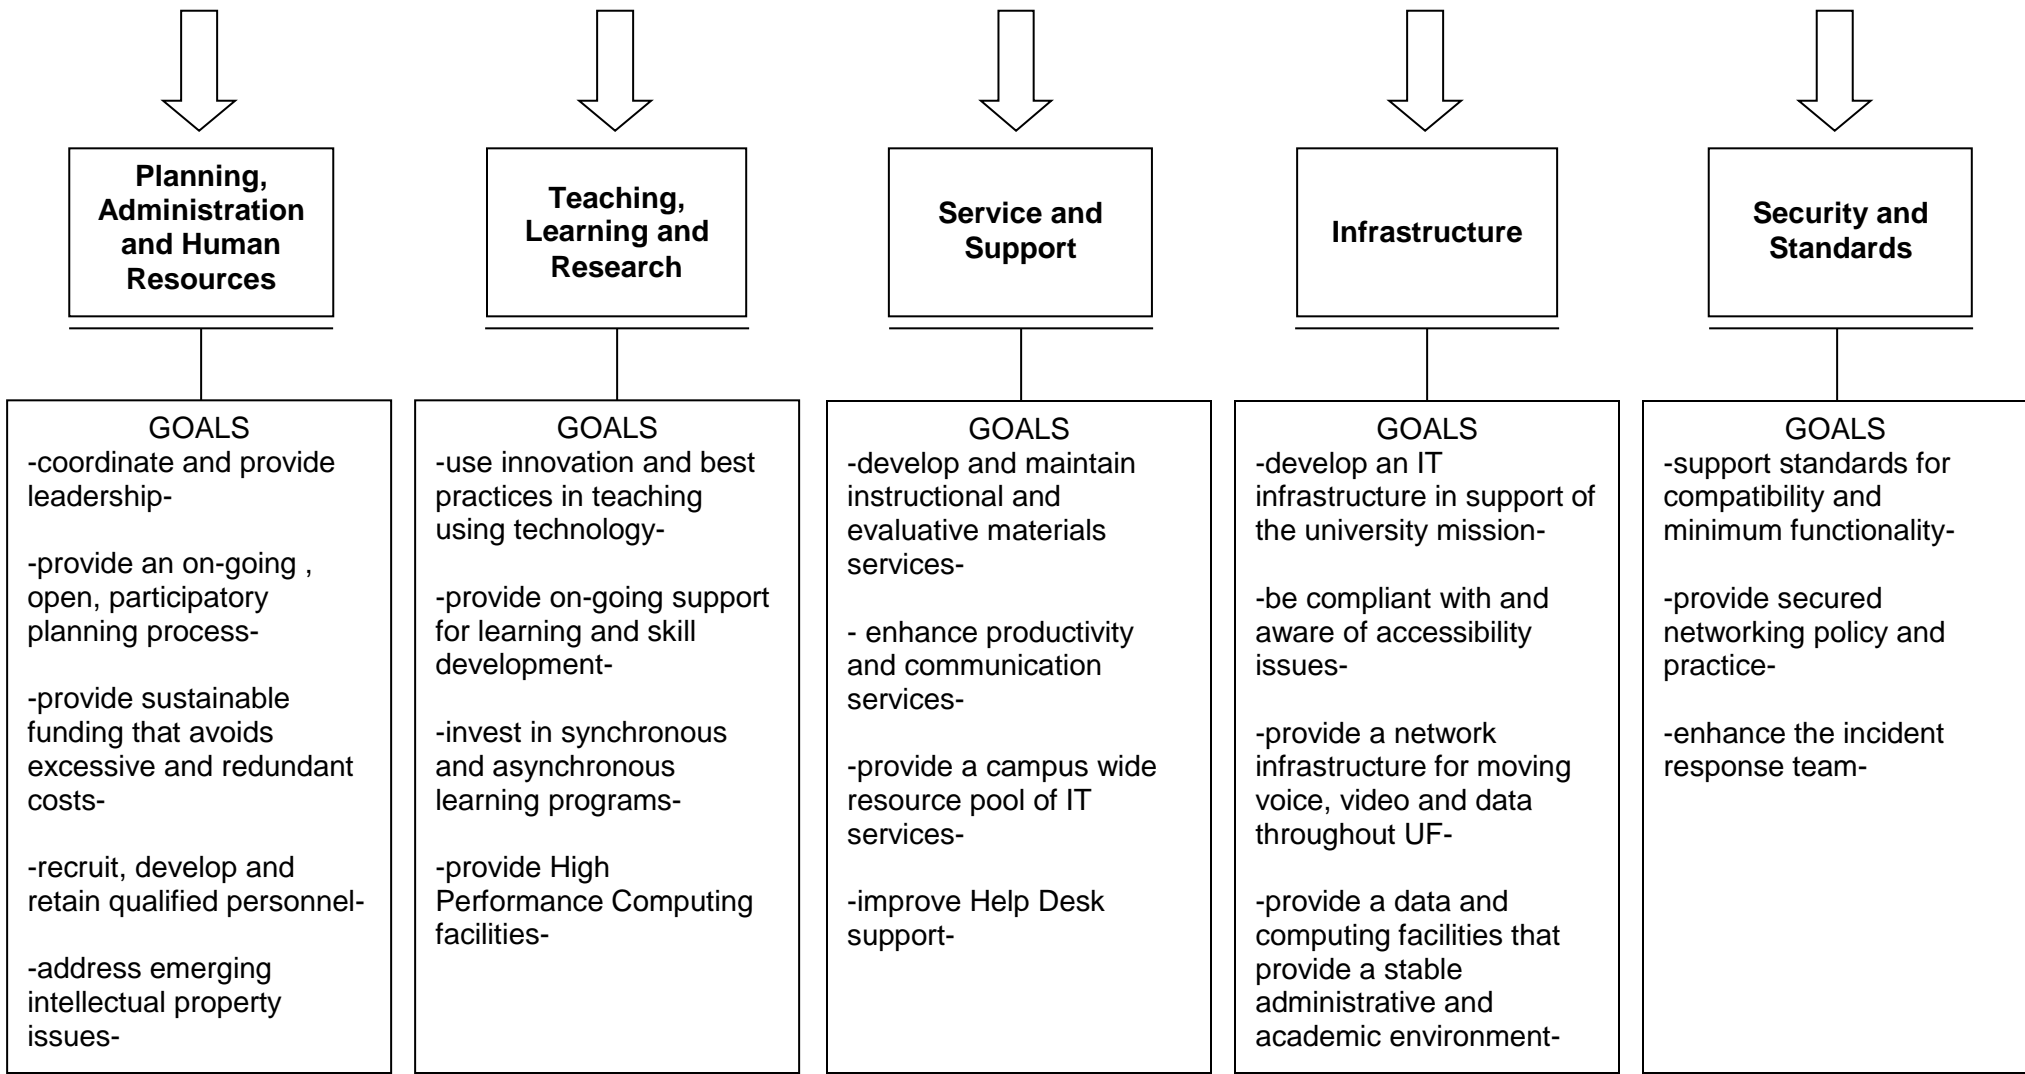 Planning,
Administration
and Human
Resources
Teaching,
Learning and
Research
Service and
Support
Infrastructure
Security and
Standards
GOALS
-coordinate and provide
leadership-
-provide an on-going ,
open, participatory
planning process-
-provide sustainable
funding that avoids
excessive and redundant
costs-
-recruit, develop and
retain qualified personnel-
-address emerging
intellectual property
issues-
GOALS
-use innovation and best
practices in teaching
using technology-
-provide on-going support
for learning and skill
development-
-invest in synchronous
and asynchronous
learning programs-
-provide High
Performance Computing
facilities-
GOALS
-develop and maintain
instructional and
evaluative materials
services-
- enhance productivity
and communication
services-
-provide a campus wide
resource pool of IT
services-
-improve Help Desk
support-
GOALS
-develop an IT
infrastructure in support of
the university mission-
-be compliant with and
aware of accessibility
issues-
-provide a network
infrastructure for moving
voice, video and data
throughout UF-
-provide a data and
computing facilities that
provide a stable
administrative and
academic environment-
GOALS
-support standards for
compatibility and
minimum functionality-
-provide secured
networking policy and
practice-
-enhance the incident
response team-